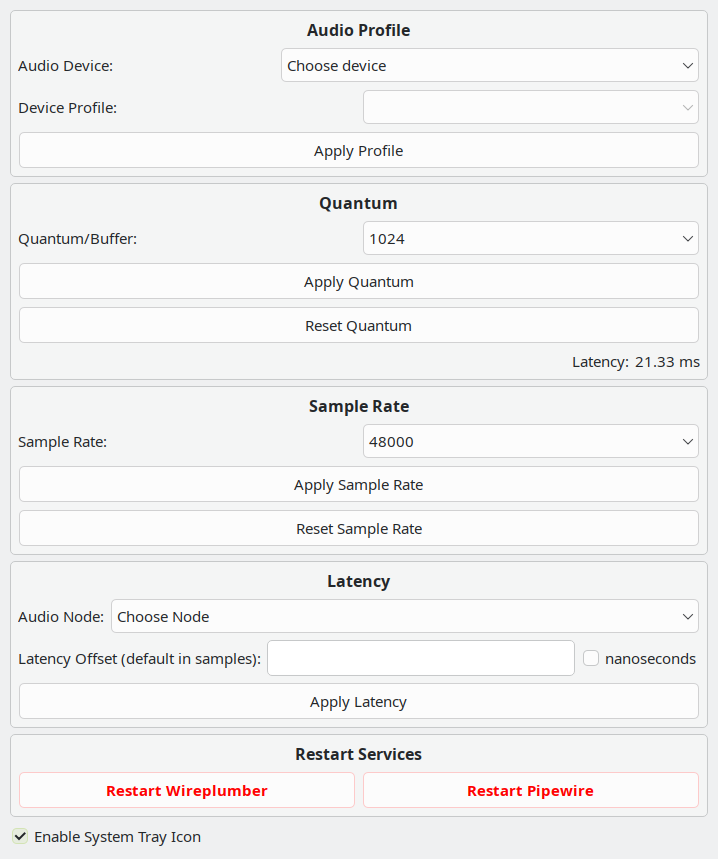 Audio Profile
Audio Device: Choose device
Device Profile:
Apply Profile
Quantum
Quantum/Buffer: 1024
Apply Quantum
Reset Quantum
Latency: 21.33 ms
Sample Rate
Sample Rate: 48000
Apply Sample Rate
Reset Sample Rate
Latency
Audio Node: Choose Node
Latency Offset (default in samples): nanoseconds
Apply Latency
Restart Services
Restart Wireplumber Restart Pipewire
Enable System Tray Icon